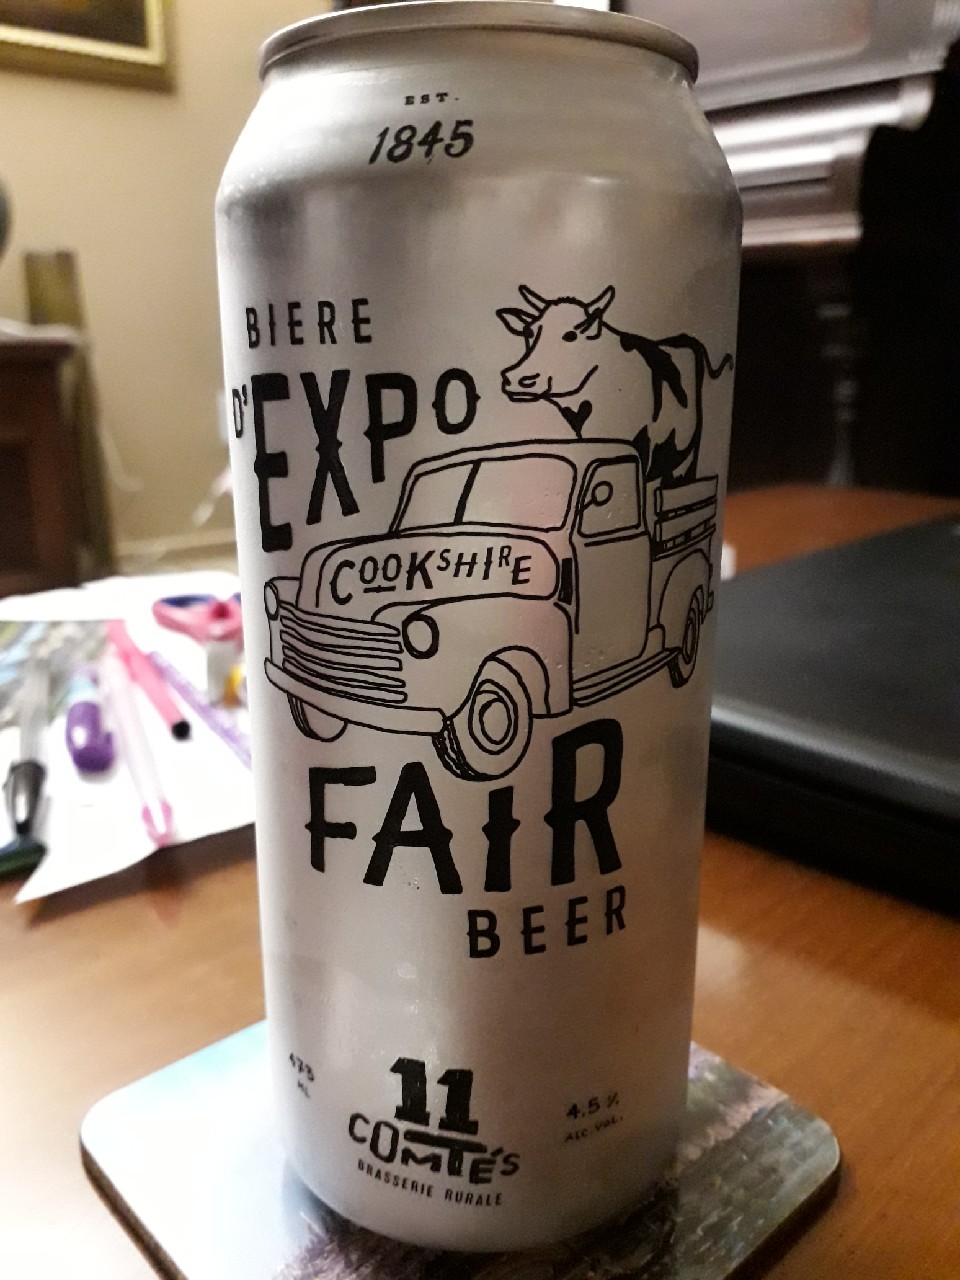 EST.
1845
BIERE
D'EXPO
COOKSHIRE
FAIR
BEER
473
ML
11
COMTÉS
BRASSERIE RURALE
4.5 %
ALC. VOL.